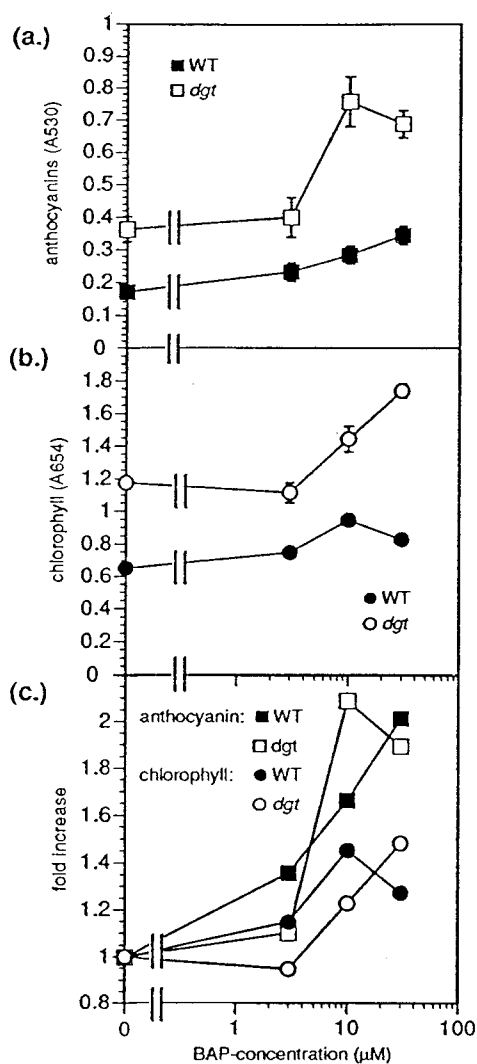 (a.)
1
0.9
0.8
0.7
0.6
0.5
0.4
0.3
0.2
0.1
0
anthocyanins (A530)
WT
dgt
(b.)
1.8
1.6
1.4
1.2
1
0.8
0.6
0.4
0.2
0
chlorophyll (A654)
WT
dgt
(c.)
2
1.8
1.6
1.4
1.2
1
0.8
fold increase
anthocyanin: WT
dgt
chlorophyll: WT
dgt
0 1 10 100
BAP-concentration (μM)